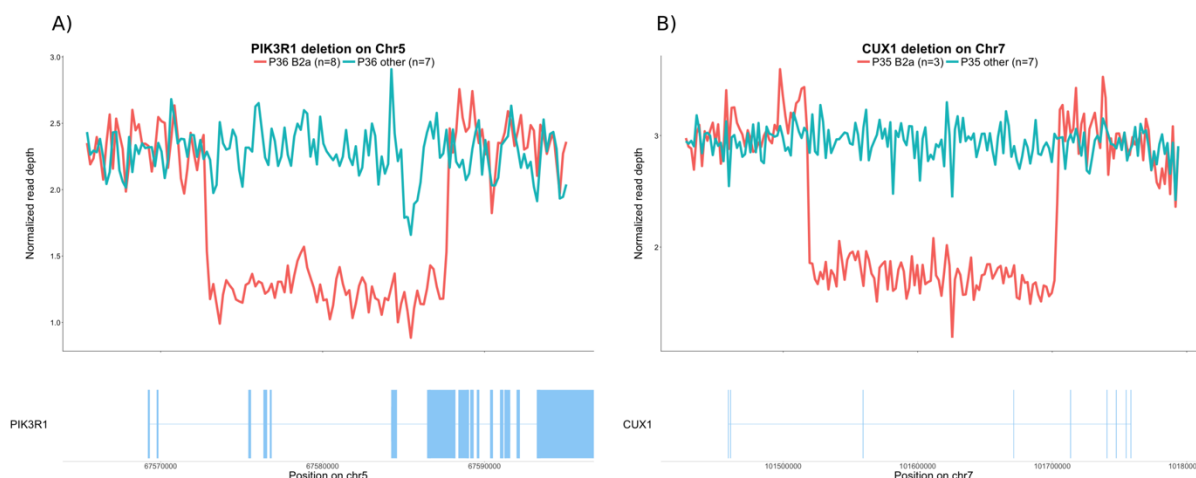 A)
PIK3R1 deletion on Chr5
P36 B2a (n=8) P36 other (n=7)
3.0
2.5
2.0
1.5
1.0
Normalized read depth
PIK3R1
67570000
67580000
67590000
Position on chr5
B)
CUX1 deletion on Chr7
P35 B2a (n=3) P35 other (n=7)
3
2
Normalized read depth
CUX1
101500000
101600000
101700000
1018000
Position on chr7